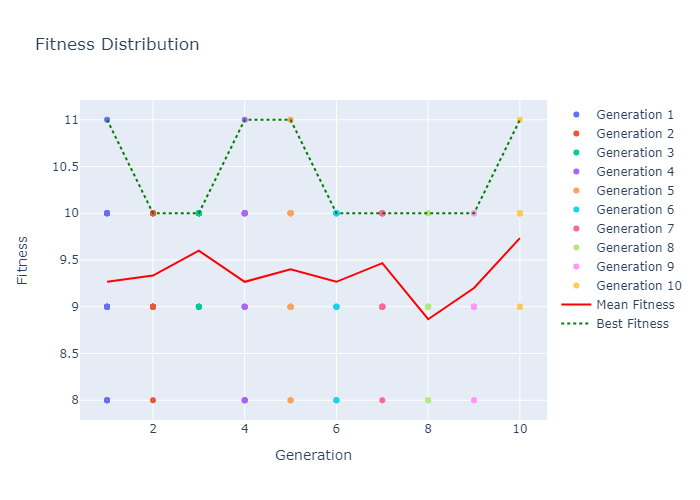 Fitness Distribution
Fitness
11
10.5
10
9.5
9
8.5
8
2
4
6
8
10
Generation
Generation 1
Generation 2
Generation 3
Generation 4
Generation 5
Generation 6
Generation 7
Generation 8
Generation 9
Generation 10
Mean Fitness
Best Fitness